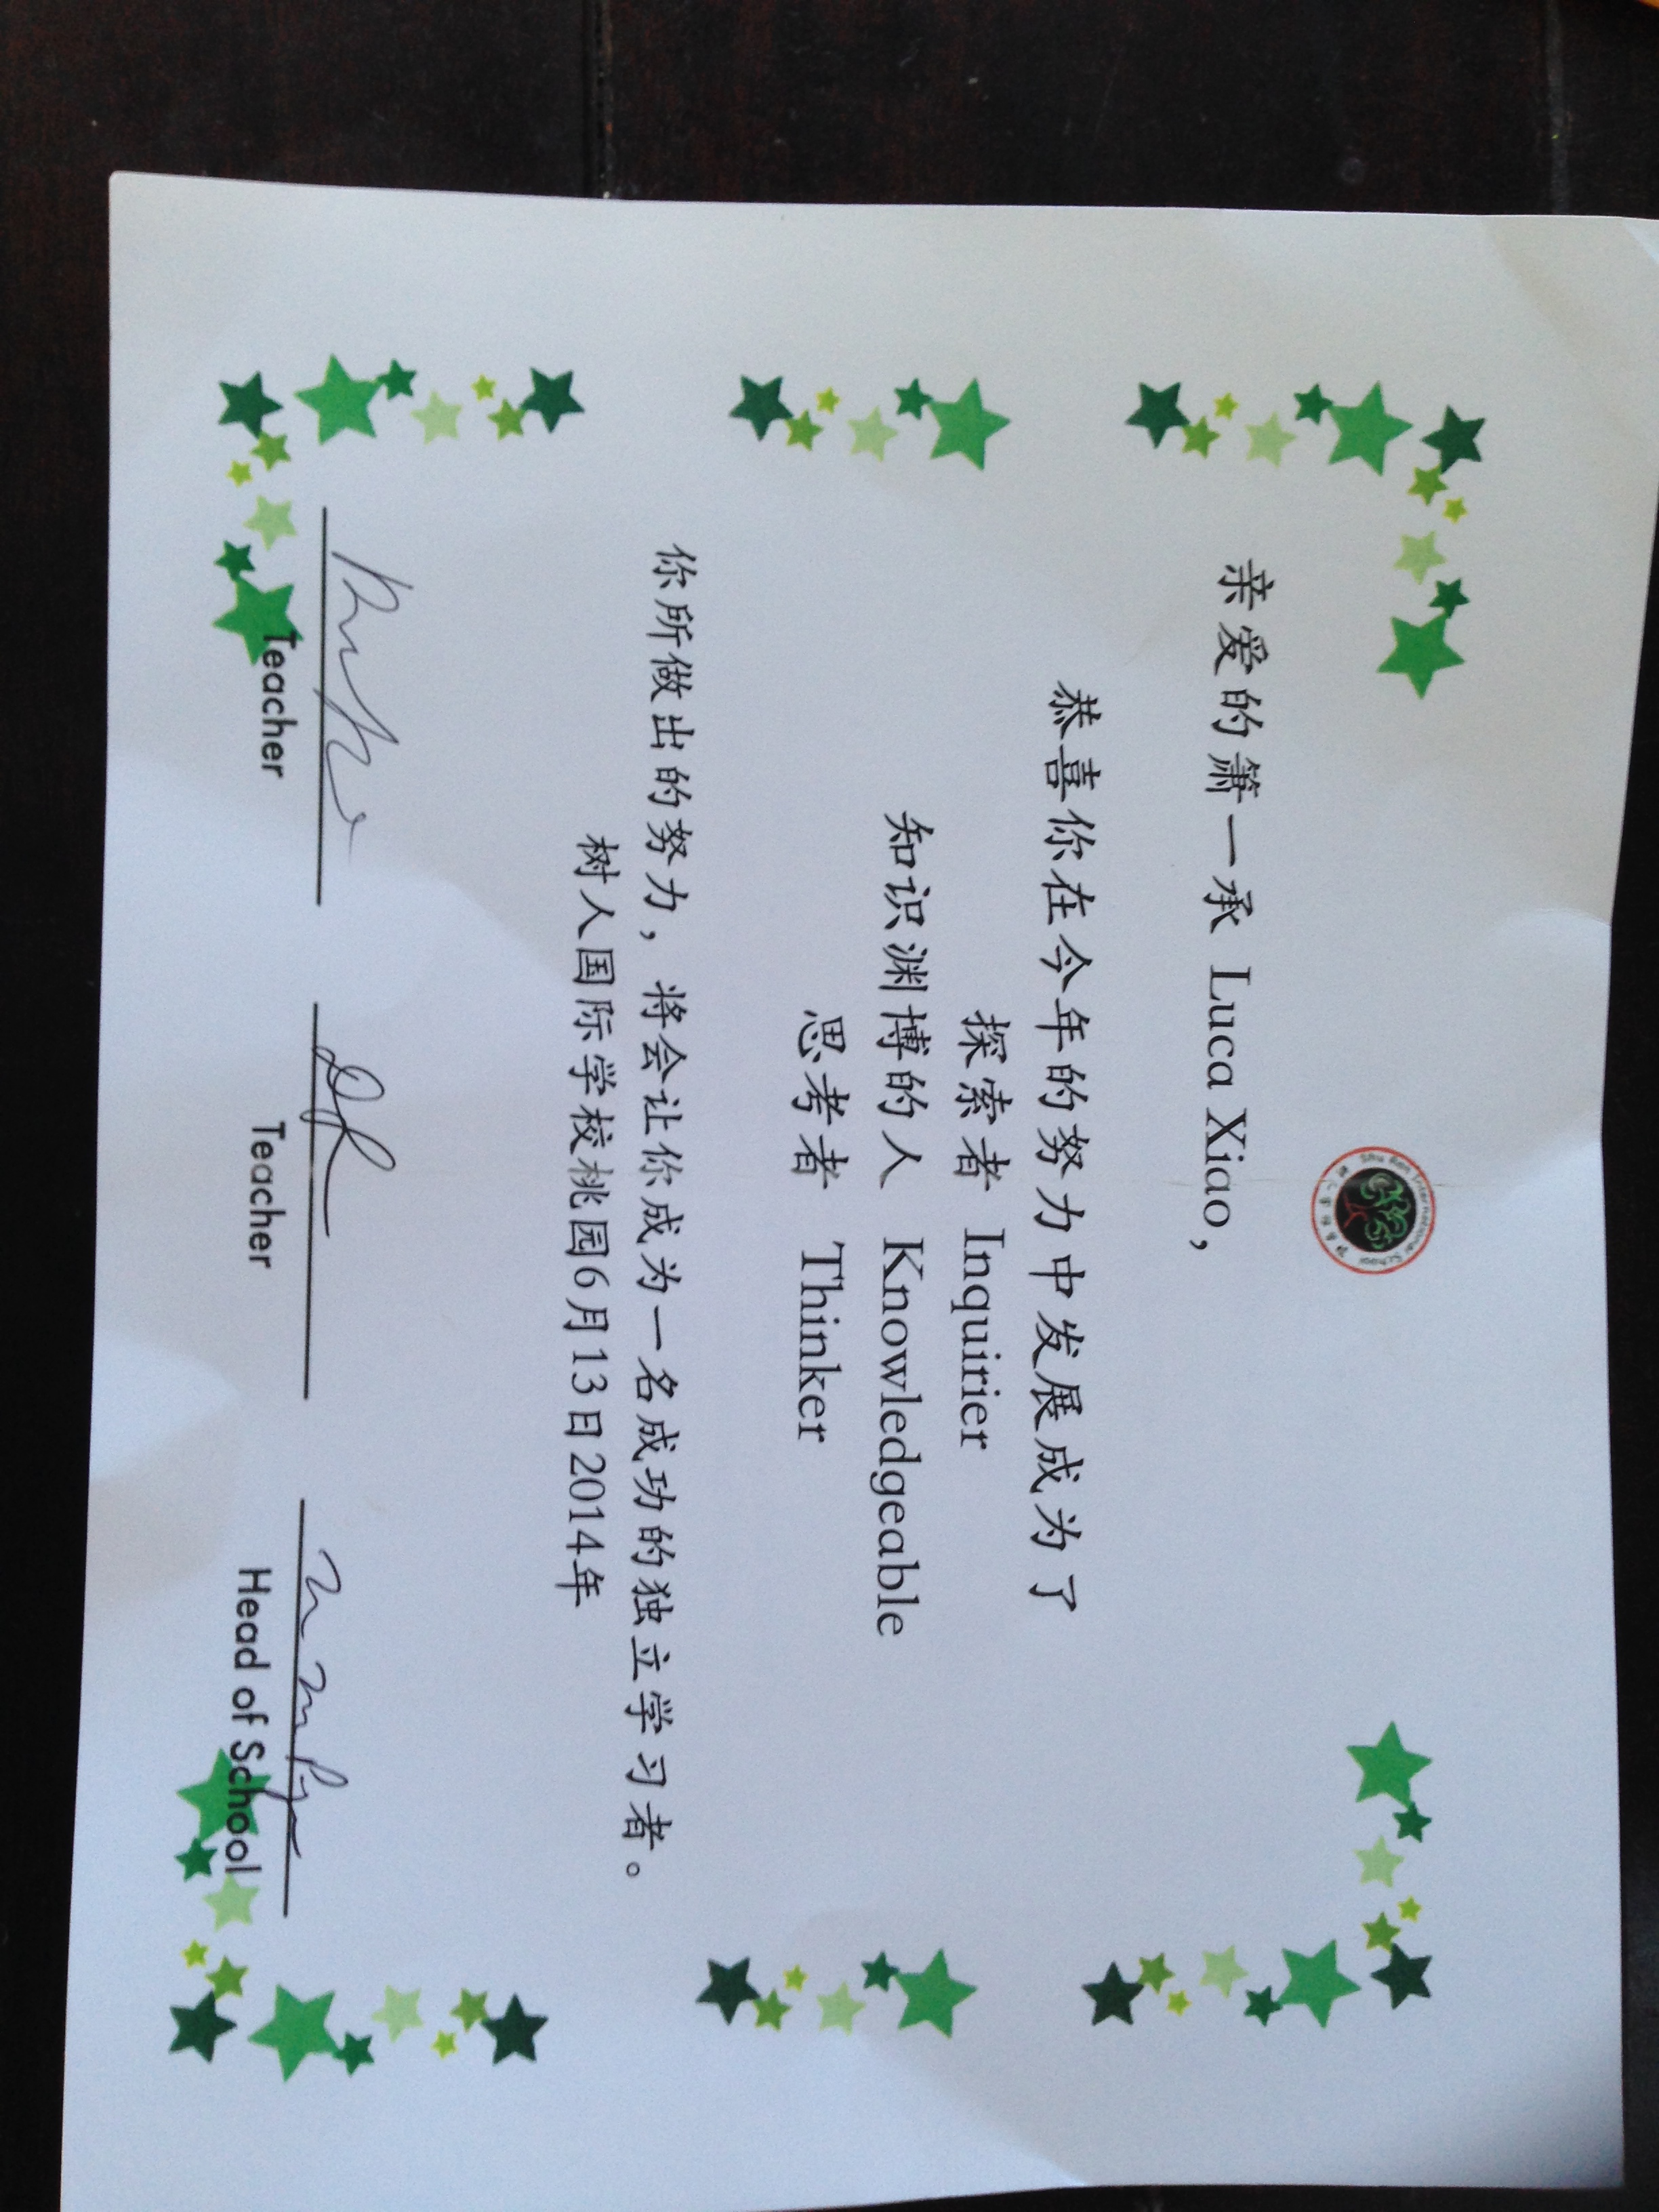 Shu Ren International School
亲爱的箫一承 Luca Xiao,
恭喜你在今年的努力中发展成为了
探索者 Inquirier
知识渊博的人 Knowledgeable
思考者 Thinker
你所做出的努力，将会让你成为一名成功的独立学习者。
树人国际学校桃园6月13日2014年
Teacher Teacher Head of School